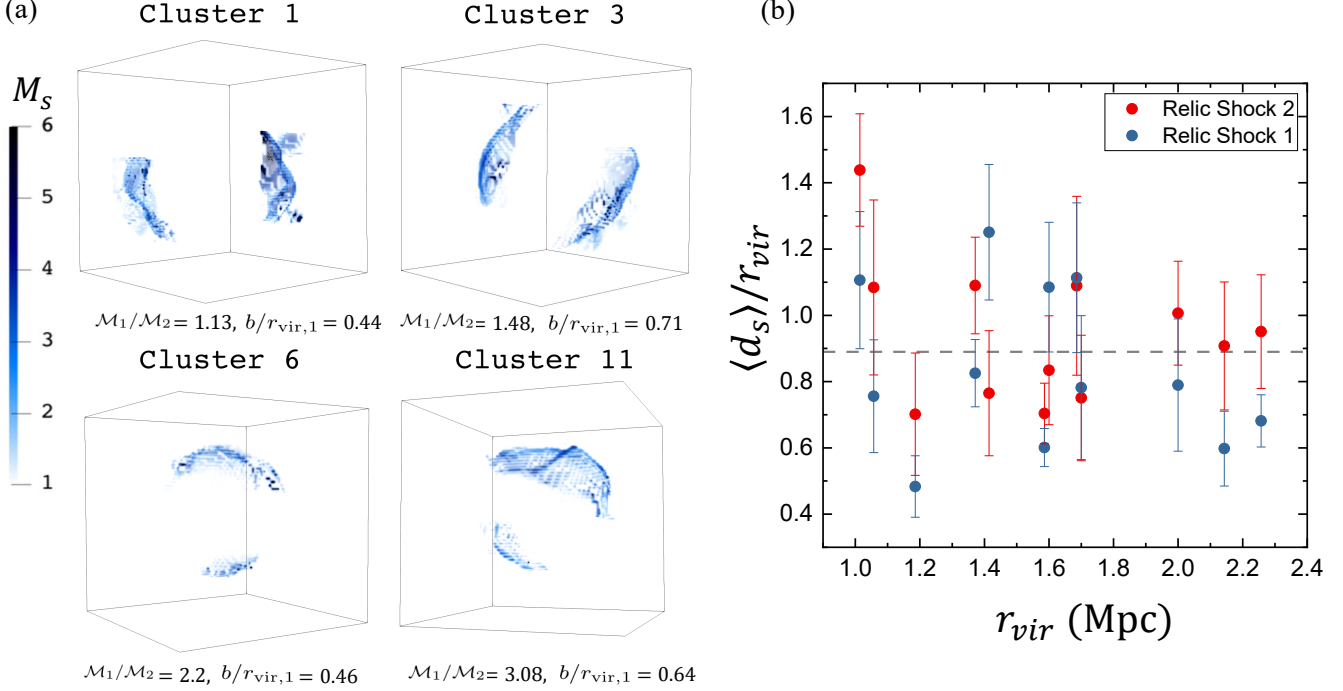 (a)
Cluster 1
Cluster 3
M_s
6
5
4
3
2
1
ℳ₁/ℳ₂= 1.13, b/r_vir,1 = 0.44
ℳ₁/ℳ₂= 1.48, b/r_vir,1 = 0.71
Cluster 6
Cluster 11
ℳ₁/ℳ₂ = 2.2, b/r_vir,1 = 0.46
ℳ₁/ℳ₂= 3.08, b/r_vir,1 = 0.64
(b)
Relic Shock 2
Relic Shock 1
⟨d_s⟩/r_vir
1.6
1.4
1.2
1.0
0.8
0.6
0.4
1.0 1.2 1.4 1.6 1.8 2.0 2.2 2.4
r_vir (Mpc)